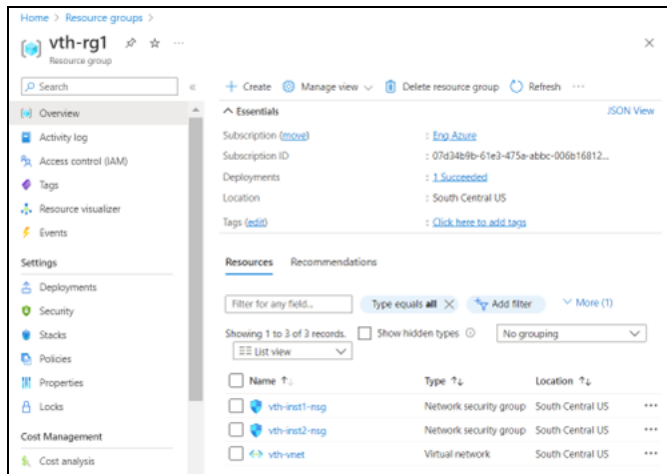 Home > Resource groups >
vth-rg1
Resource group
Search
Overview
Activity log
Access control (IAM)
Tags
Resource visualizer
Events
Settings
Deployments
Security
Stacks
Policies
Properties
Locks
Cost Management
Cost analysis
Create Manage view Delete resource group Refresh
Essentials JSON View
Subscription (move) : Eng Azure
Subscription ID : 07d34b9b-61e3-475a-abbc-006b16812...
Deployments : 1 Succeeded
Location : South Central US
Tags (edit) : Click here to add tags
Resources Recommendations
Filter for any field... Type equals all Add filter More (1)
Showing 1 to 3 of 3 records. Show hidden types No grouping
List view
Name Type Location
vth-inst1-nsg Network security group South Central US
vth-inst2-nsg Network security group South Central US
vth-vnet Virtual network South Central US